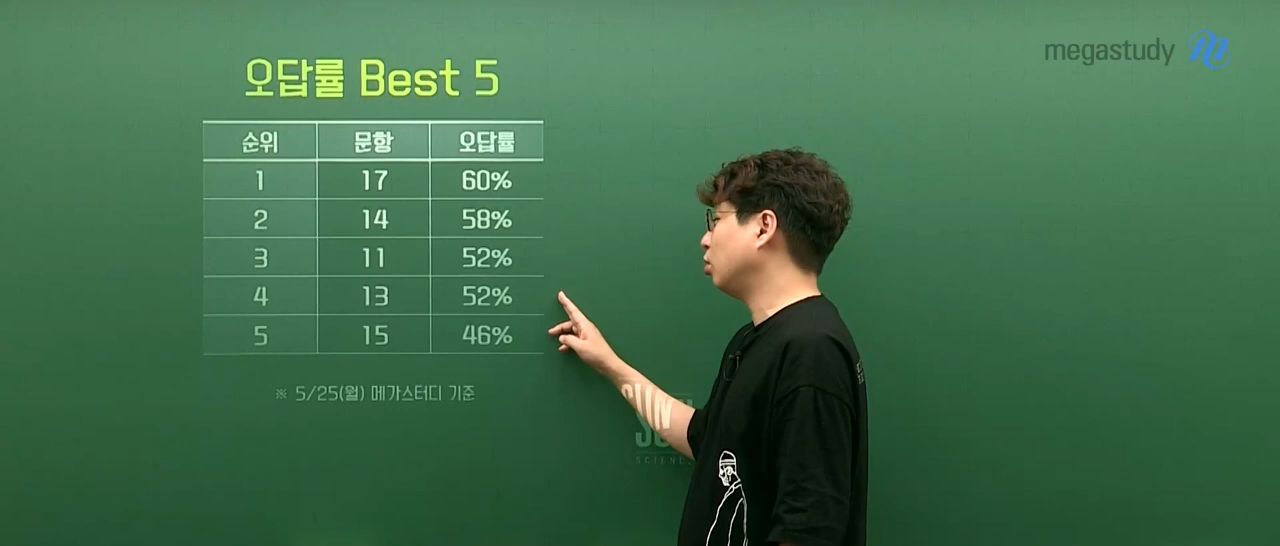 megastudy
오답률 Best 5
순위 문항 오답률
1 17 60%
2 14 58%
3 11 52%
4 13 52%
5 15 46%
※ 5/25(월) 메가스터디 기준
SCIENCE